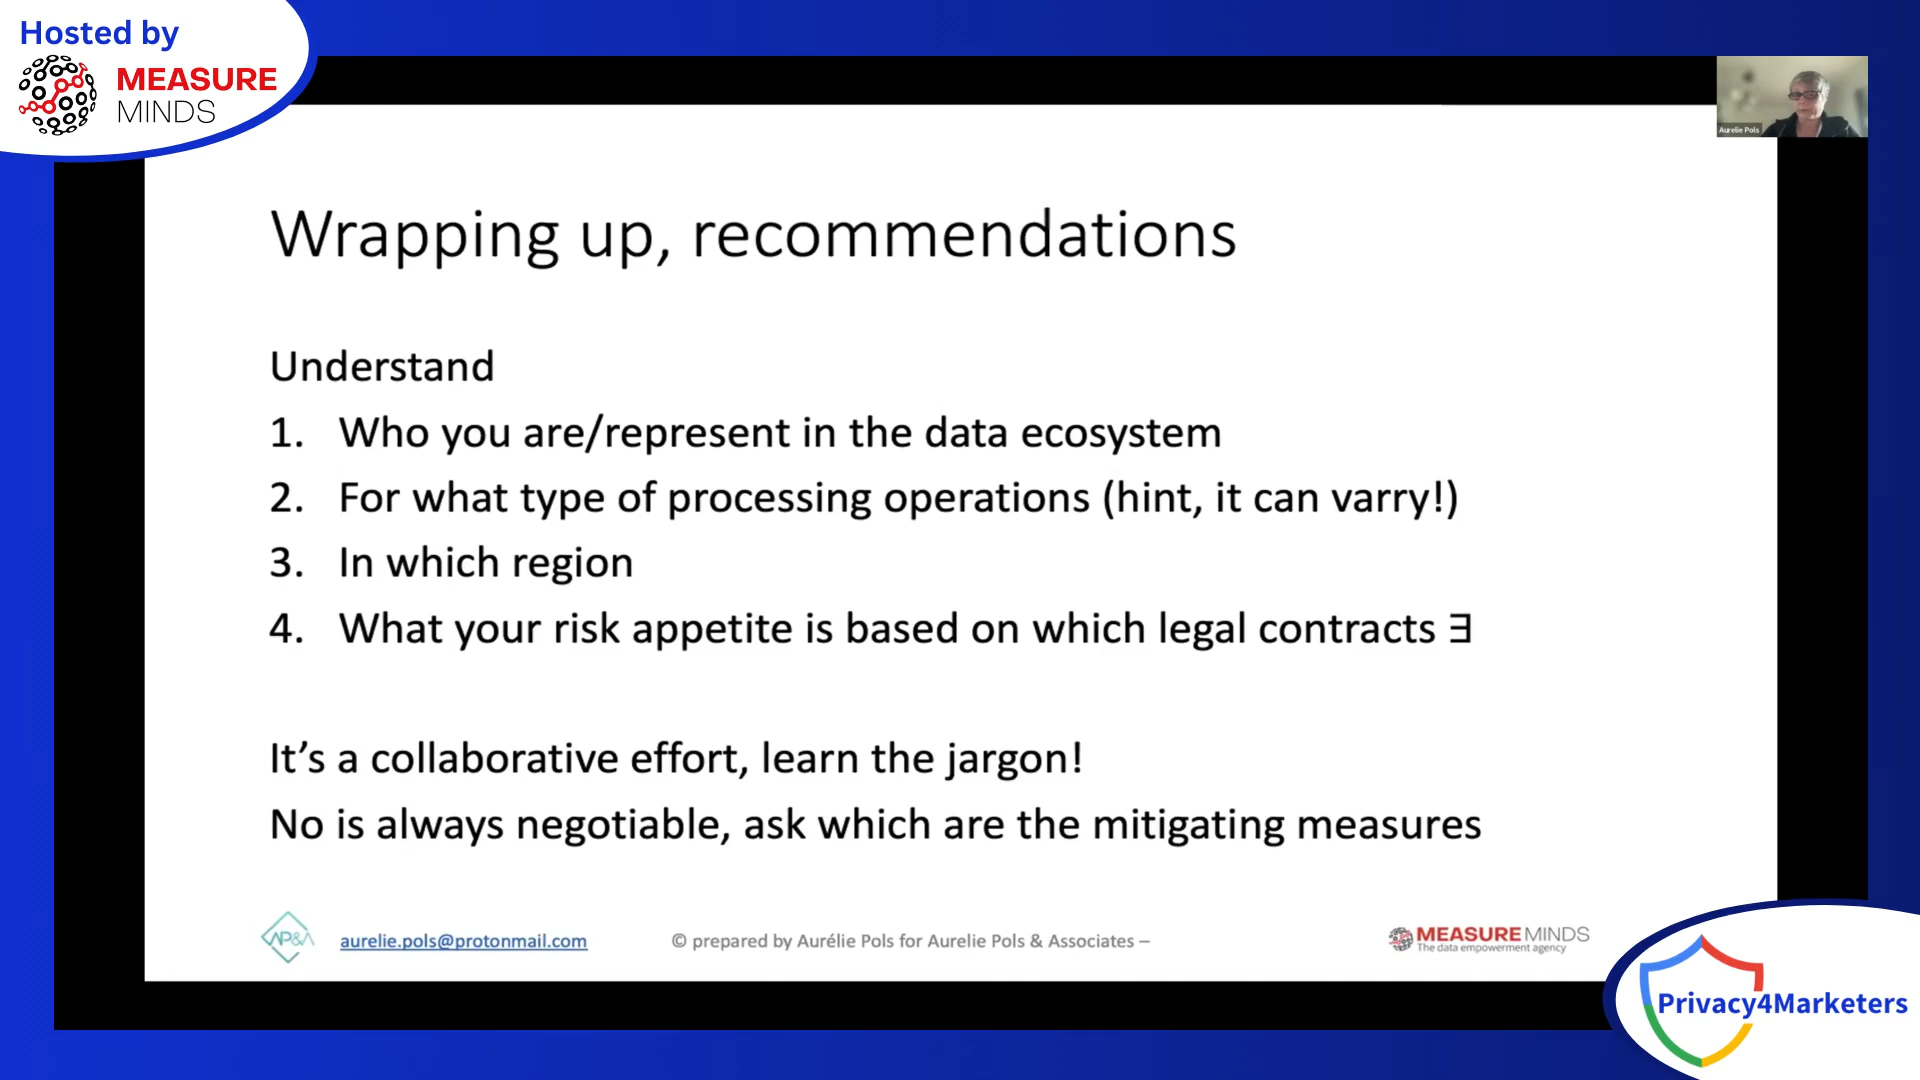 Hosted by
MEASURE
MINDS
Aurelie Pols
Wrapping up, recommendations
Understand
1. Who you are/represent in the data ecosystem
2. For what type of processing operations (hint, it can varry!)
3. In which region
4. What your risk appetite is based on which legal contracts ∃
It’s a collaborative effort, learn the jargon!
No is always negotiable, ask which are the mitigating measures
AP&A
aurelie.pols@protonmail.com
© prepared by Aurélie Pols for Aurelie Pols & Associates –
MEASUREMINDS
The data empowerment agency
Privacy4Marketers